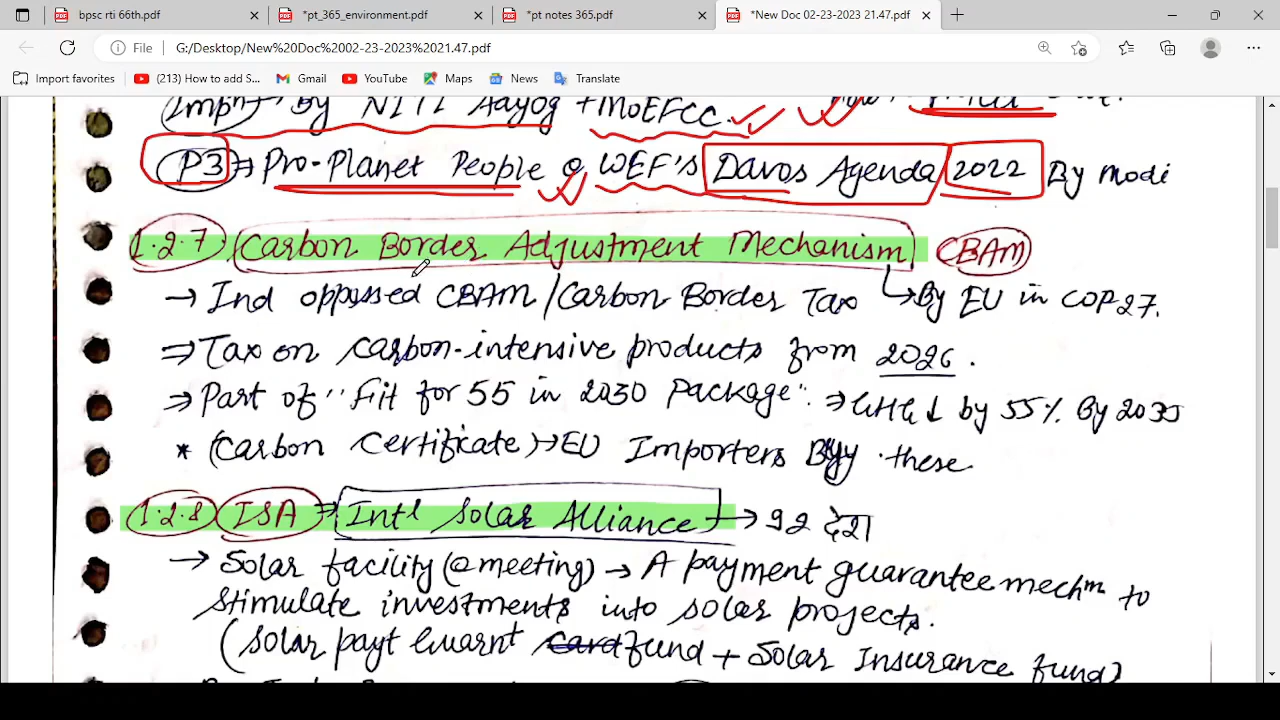 bpsc rti 66th.pdf
*pt_365_environment.pdf
*pt notes 365.pdf
*New Doc 02-23-2023 21.47.pdf
File G:/Desktop/New%20Doc%2002-23-2023%2021.47.pdf
Import favorites
(213) How to add S...
Gmail
YouTube
Maps
News
Translate
By NITI Aayog + MoEFCC.
P3 ⇒ Pro-Planet People @ WEF's Davos Agenda 2022 By Modi
1.2.7 Carbon Border Adjustment Mechanism CBAM
→ Ind opposed CBAM/Carbon Border Tax ↳ By EU in COP27.
⇒ Tax on carbon-intensive products from 2026.
⇒ Part of "Fit for 55 in 2030 Package" ⇒ GHG ↓ by 55% By 2030
* (Carbon Certificate) → EU Importers Buy these
1.2.8 ISA ⇒ Intl Solar Alliance → 92 देश
→ Solar facility (@ meeting) → A payment guarantee mechm to
stimulate investments into solar projects.
(Solar payt Guarnt fund + Solar Insurance fund)